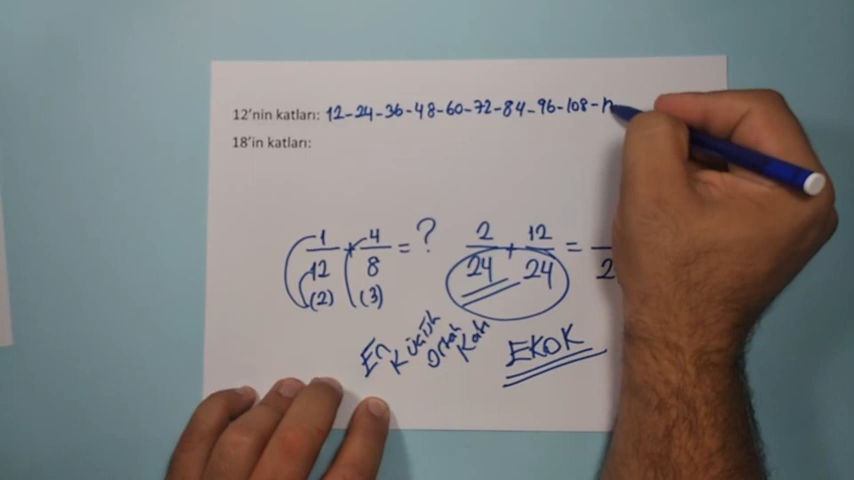 12'nin katları: 12-24-36-48-60-72-84-96-108-
18'in katları:
1/12 + 4/8 = ? 2/24 + 12/24 =
(2) (3)
En Küçük Ortak Katı
EKOK